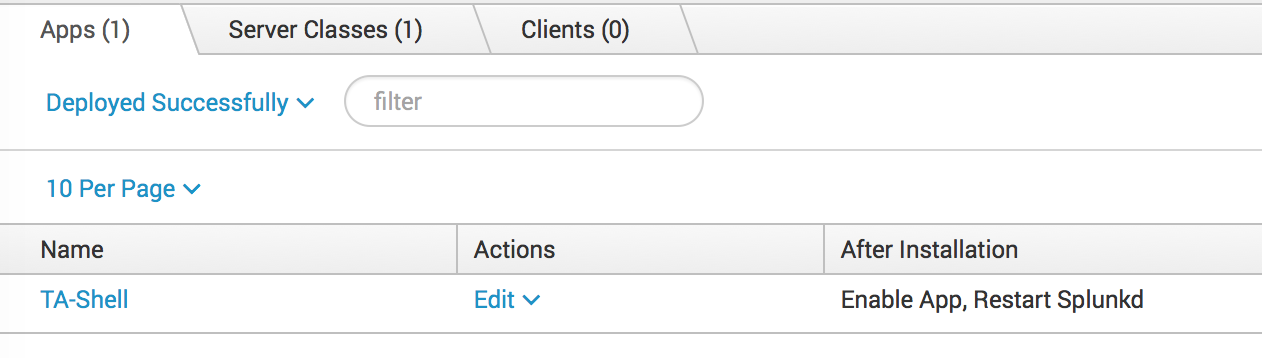 Apps (1) Server Classes (1) Clients (0)
Deployed Successfully filter
10 Per Page
Name Actions After Installation
TA-Shell Edit Enable App, Restart Splunkd